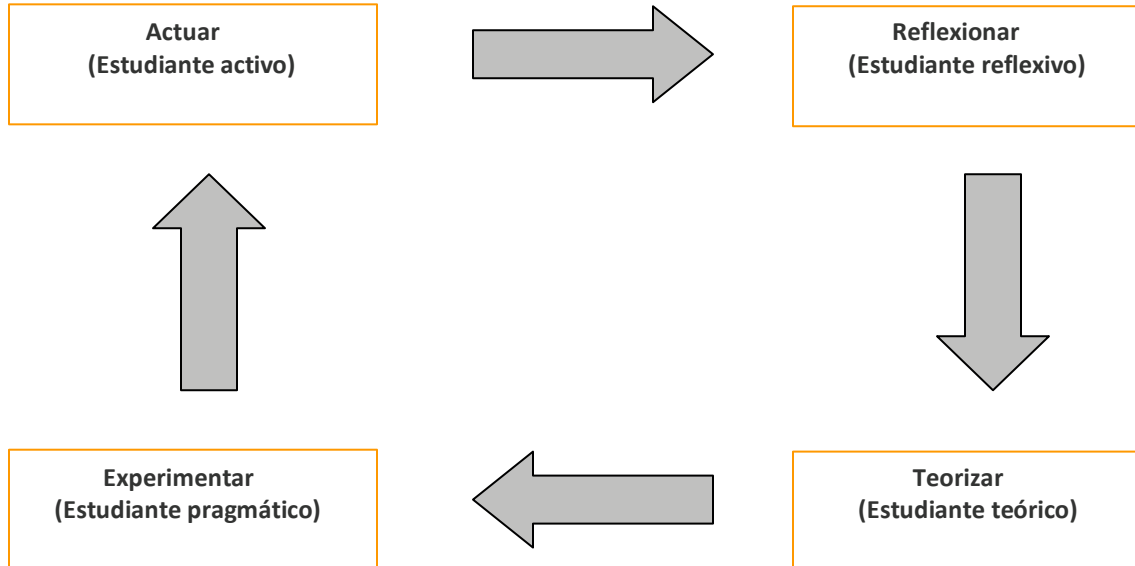 Actuar
(Estudiante activo)
Reflexionar
(Estudiante reflexivo)
Experimentar
(Estudiante pragmático)
Teorizar
(Estudiante teórico)